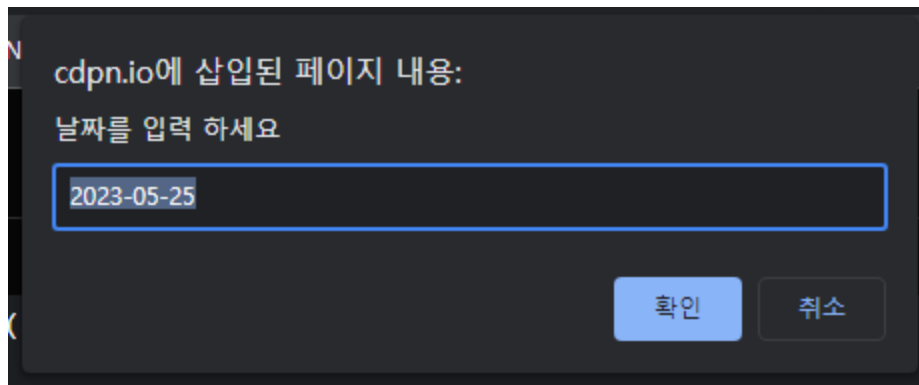 N
cdpn.io에 삽입된 페이지 내용:
날짜를 입력 하세요
2023-05-25
확인 취소
(